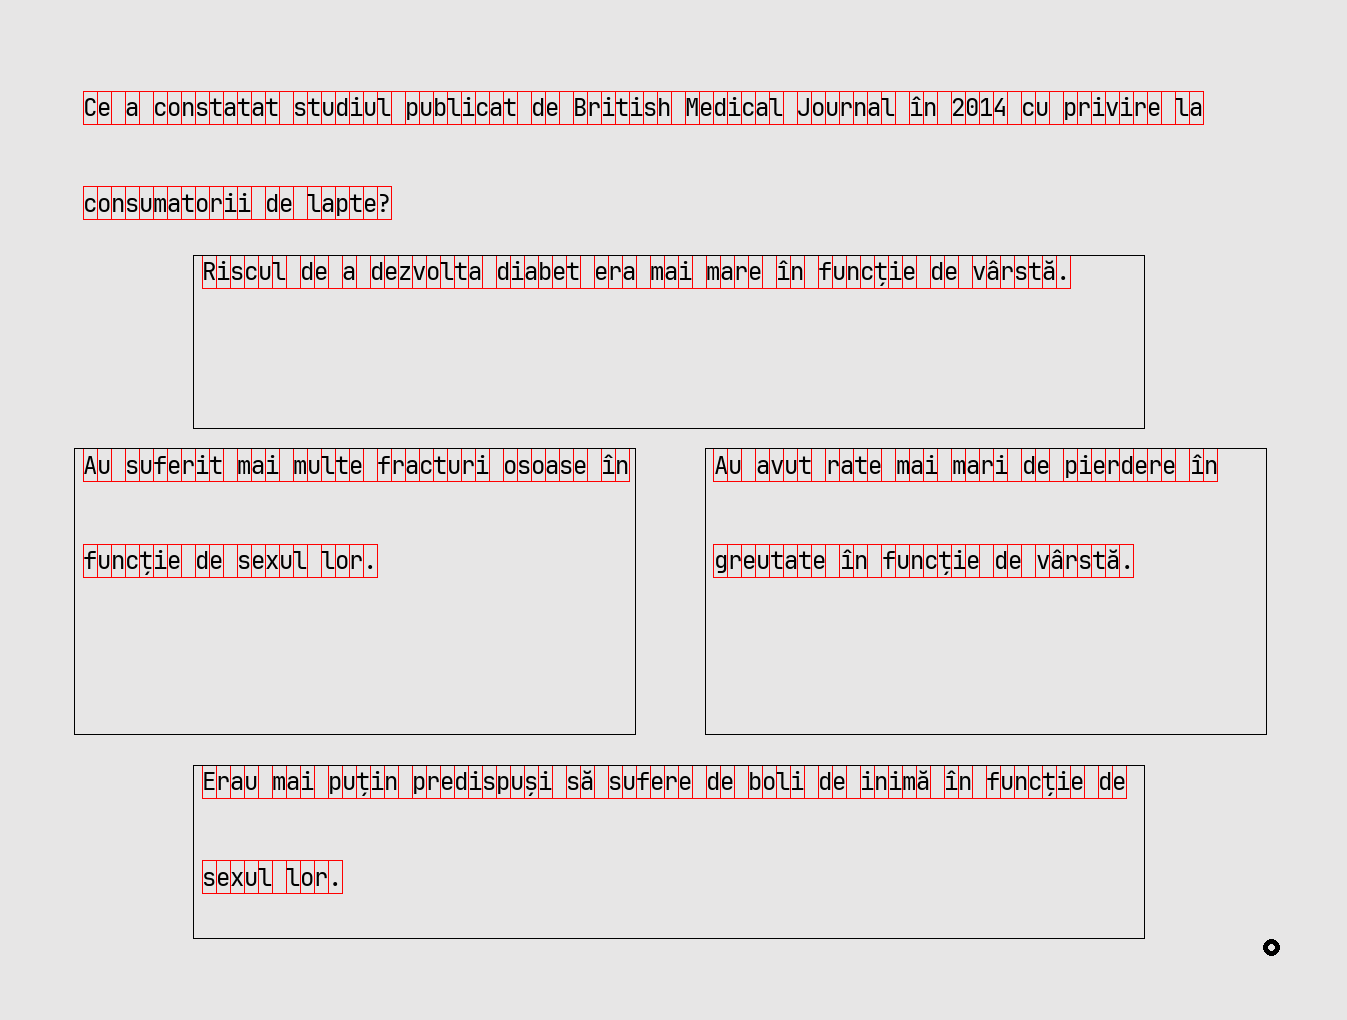 Ce a constatat studiul publicat de British Medical Journal în 2014 cu privire la
consumatorii de lapte?
Riscul de a dezvolta diabet era mai mare în funcție de vârstă.
Au suferit mai multe fracturi osoase în
funcție de sexul lor.
Au avut rate mai mari de pierdere în
greutate în funcție de vârstă.
Erau mai puțin predispuși să sufere de boli de inimă în funcție de
sexul lor.